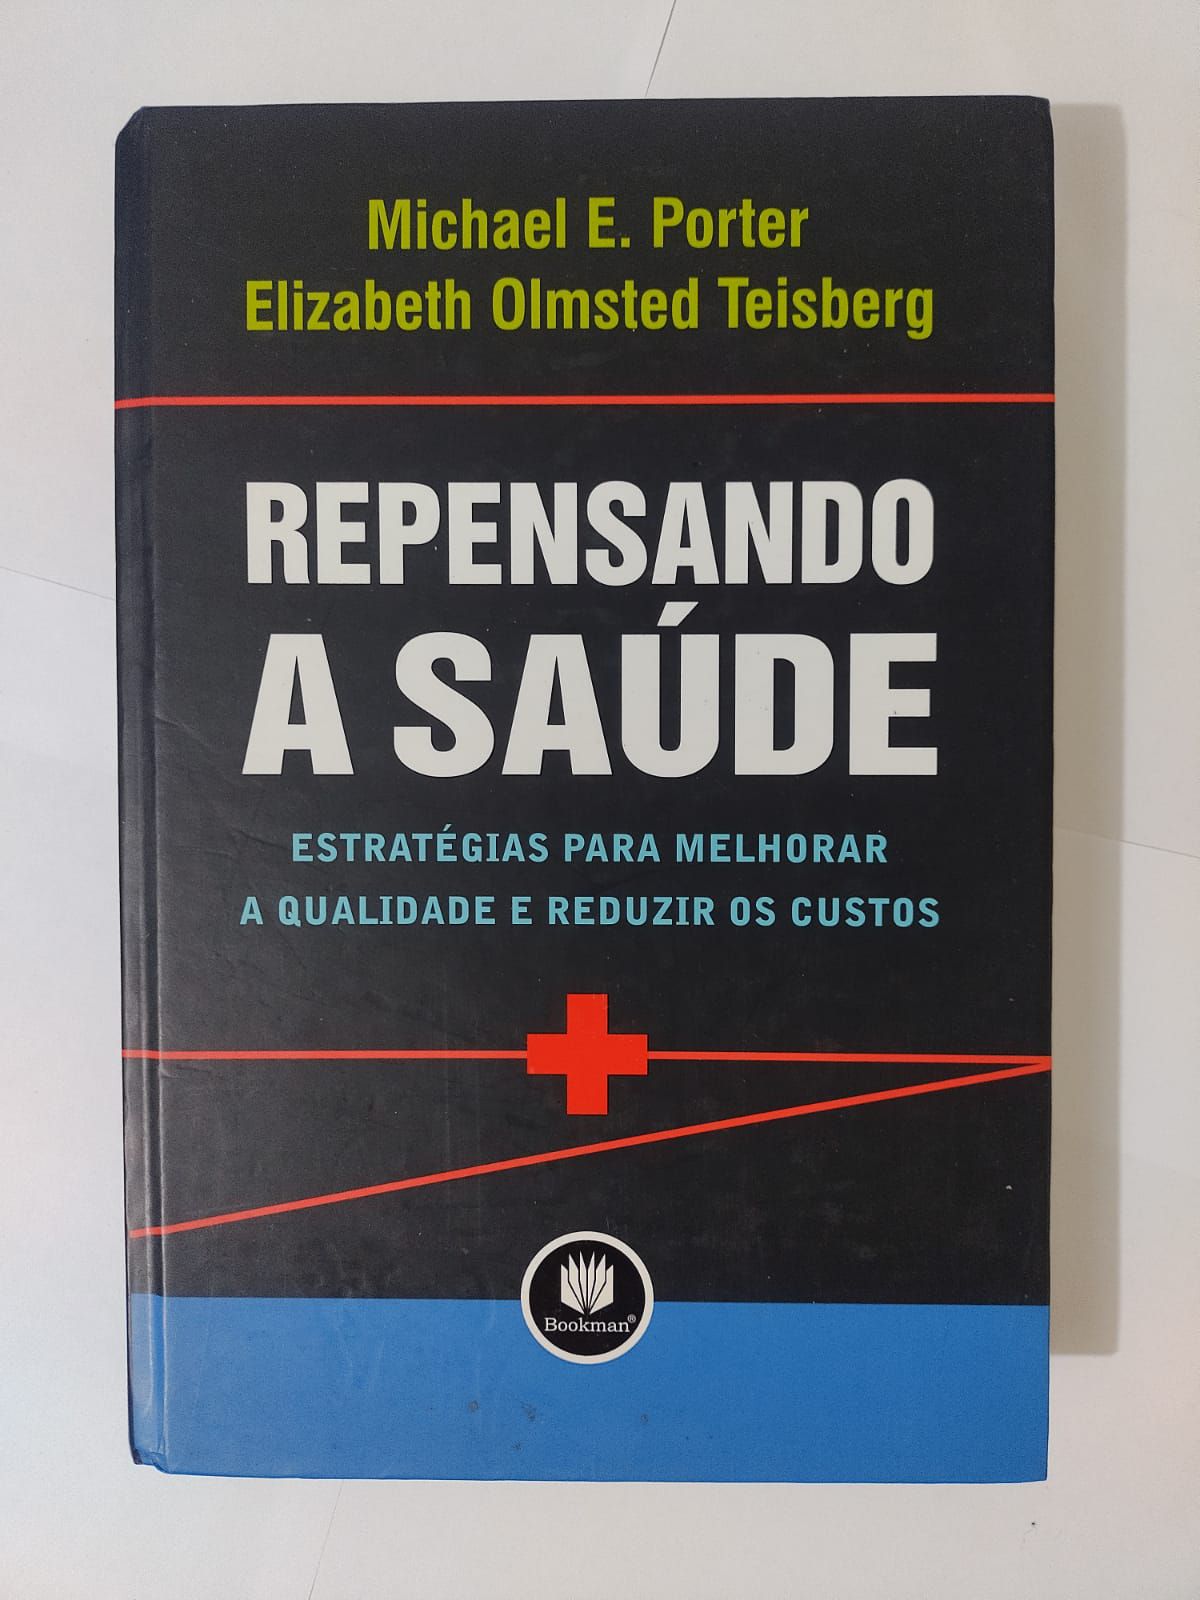 Michael E. Porter
Elizabeth Olmsted Teisberg
REPENSANDO
A SAÚDE
ESTRATÉGIAS PARA MELHORAR
A QUALIDADE E REDUZIR OS CUSTOS
Bookman®